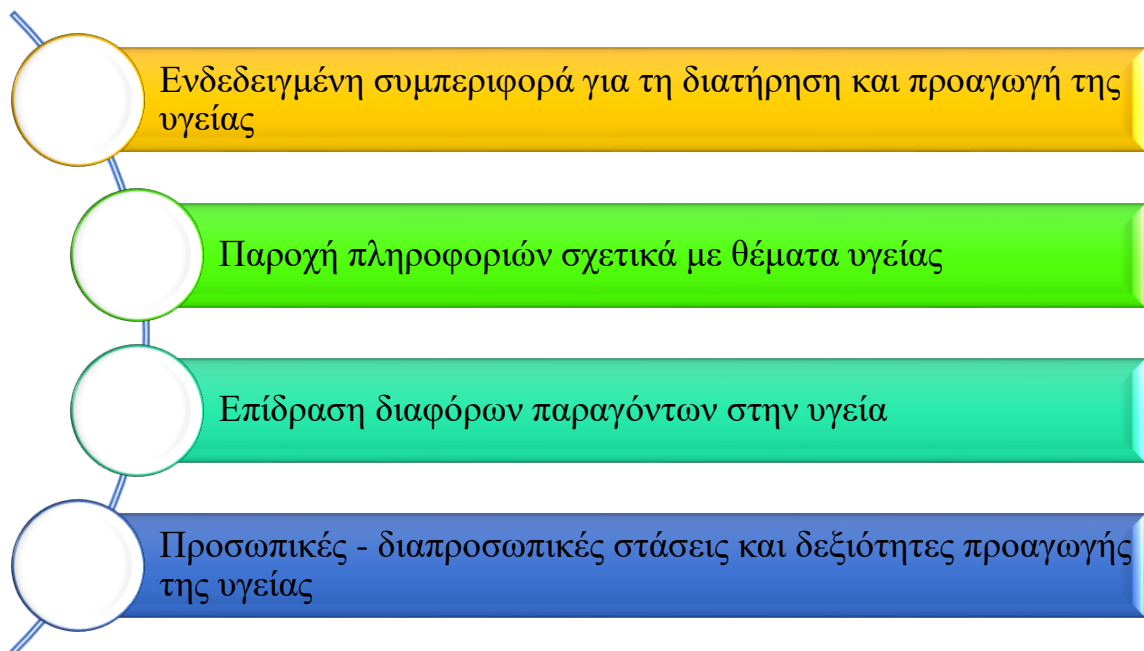 Ενδεδειγμένη συμπεριφορά για τη διατήρηση και προαγωγή της
υγείας
Παροχή πληροφοριών σχετικά με θέματα υγείας
Επίδραση διαφόρων παραγόντων στην υγεία
Προσωπικές - διαπροσωπικές στάσεις και δεξιότητες προαγωγής
της υγείας